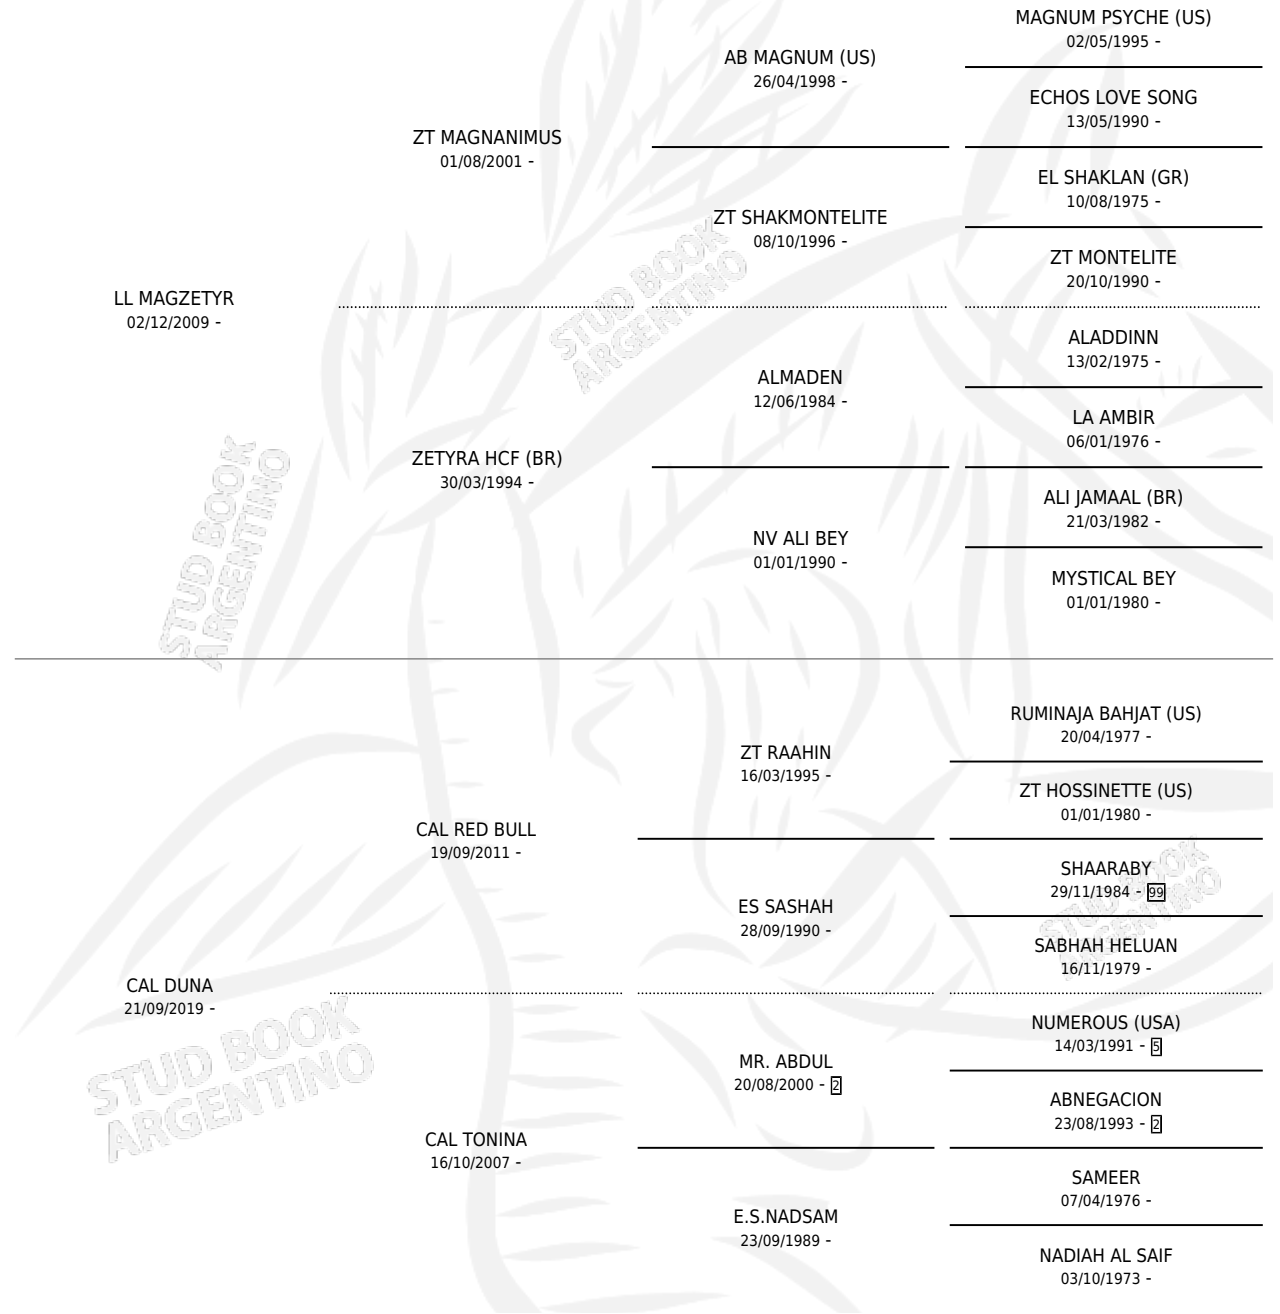 MAGNUM PSYCHE (US)
02/05/1995 -
AB MAGNUM (US)
26/04/1998 -
ECHOS LOVE SONG
13/05/1990 -
ZT MAGNANIMUS
01/08/2001 -
EL SHAKLAN (GR)
10/08/1975 -
ZT SHAKMONTELITE
08/10/1996 -
ZT MONTELITE
20/10/1990 -
STUD BOOK
ARGENTINO
LL MAGZETYR
02/12/2009 -
ALADDINN
13/02/1975 -
ALMADEN
12/06/1984 -
LA AMBIR
06/01/1976 -
ZETYRA HCF (BR)
30/03/1994 -
ALI JAMAAL (BR)
21/03/1982 -
NV ALI BEY
01/01/1990 -
MYSTICAL BEY
01/01/1980 -
STUD BOOK
ARGENTINO
RUMINAJA BAHJAT (US)
20/04/1977 -
ZT RAAHIN
16/03/1995 -
ZT HOSSINETTE (US)
01/01/1980 -
CAL RED BULL
19/09/2011 -
SHAARABY
29/11/1984 - 99
ES SASHAH
28/09/1990 -
SABHAH HELUAN
16/11/1979 -
STUD BOOK
ARGENTINO
CAL DUNA
21/09/2019 -
NUMEROUS (USA)
14/03/1991 - 5
MR. ABDUL
20/08/2000 - 2
ABNEGACION
23/08/1993 - 2
STUD BOOK
ARGENTINO
CAL TONINA
16/10/2007 -
SAMEER
07/04/1976 -
E.S.NADSAM
23/09/1989 -
NADIAH AL SAIF
03/10/1973 -